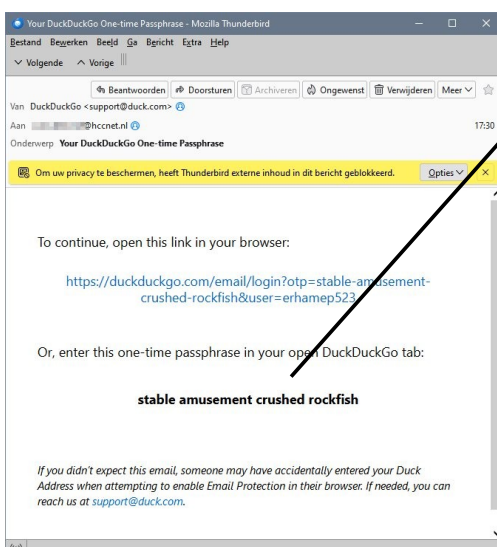 Your DuckDuckGo One-time Passphrase - Mozilla Thunderbird
Bestand Bewerken Beeld Ga Bericht Extra Help
Volgende Vorige
Beantwoorden Doorsturen Archiveren Ongewenst Verwijderen Meer
Van DuckDuckGo <support@duck.com>
Aan @hccnet.nl 17:30
Onderwerp Your DuckDuckGo One-time Passphrase
Om uw privacy te beschermen, heeft Thunderbird externe inhoud in dit bericht geblokkeerd. Opties
To continue, open this link in your browser:
https://duckduckgo.com/email/login?otp=stable-amusement-
crushed-rockfish&user=erhamep523
Or, enter this one-time passphrase in your open DuckDuckGo tab:
stable amusement crushed rockfish
If you didn't expect this email, someone may have accidentally entered your Duck
Address when attempting to enable Email Protection in their browser. If needed, you can
reach us at support@duck.com.